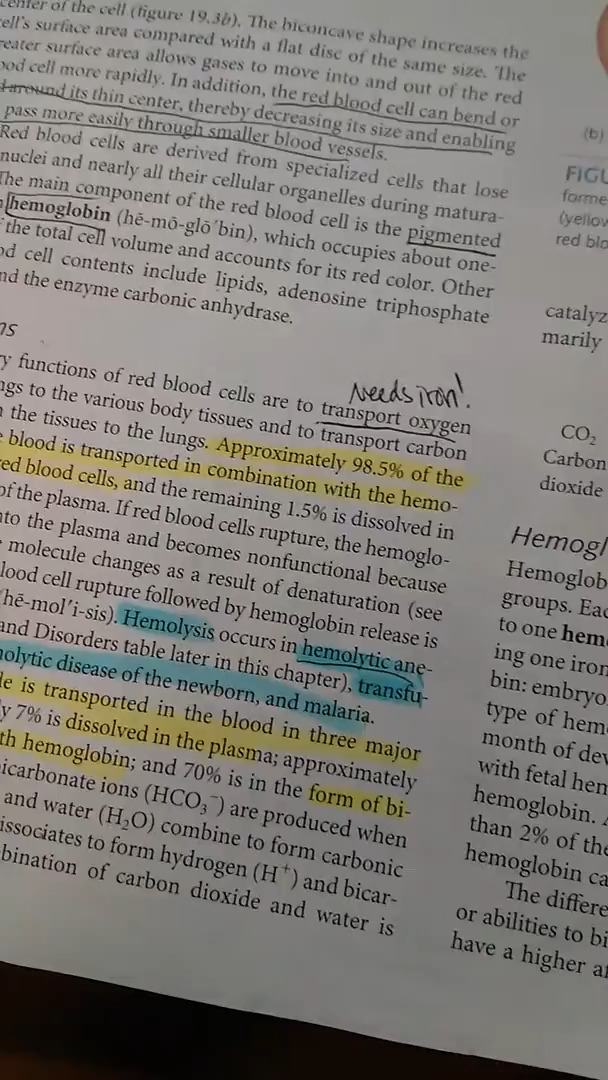 center of the cell (figure 19.3b). The biconcave shape increases the
cell's surface area compared with a flat disc of the same size. The
greater surface area allows gases to move into and out of the red
blood cell more rapidly. In addition, the red blood cell can bend or
around its thin center, thereby decreasing its size and enabling
pass more easily through smaller blood vessels.
Red blood cells are derived from specialized cells that lose
nuclei and nearly all their cellular organelles during matura-
The main component of the red blood cell is the pigmented
hemoglobin (hē-mō-glō′bin), which occupies about one-
the total cell volume and accounts for its red color. Other
cell contents include lipids, adenosine triphosphate
nd the enzyme carbonic anhydrase.
ns
Needs iron!
y functions of red blood cells are to transport oxygen
ngs to the various body tissues and to transport carbon
the tissues to the lungs. Approximately 98.5% of the
blood is transported in combination with the hemo-
red blood cells, and the remaining 1.5% is dissolved in
of the plasma. If red blood cells rupture, the hemoglo-
nto the plasma and becomes nonfunctional because
molecule changes as a result of denaturation (see
lood cell rupture followed by hemoglobin release is
(hē-mol′i-sis). Hemolysis occurs in hemolytic ane-
and Disorders table later in this chapter), transfu-
olytic disease of the newborn, and malaria.
de is transported in the blood in three major
y 7% is dissolved in the plasma; approximately
th hemoglobin; and 70% is in the form of bi-
icarbonate ions (HCO₃⁻) are produced when
and water (H₂O) combine to form carbonic
issociates to form hydrogen (H⁺) and bicar-
bination of carbon dioxide and water is
(b)
FIGU
forme
(yellow
red blo
catalyz
marily
CO₂
Carbon
dioxide
Hemogl
Hemoglob
groups. Eac
to one hem
ing one iron
bin: embryo
type of hem
month of dev
with fetal hem
hemoglobin. A
than 2% of the
hemoglobin ca
The differe
or abilities to bi
have a higher af